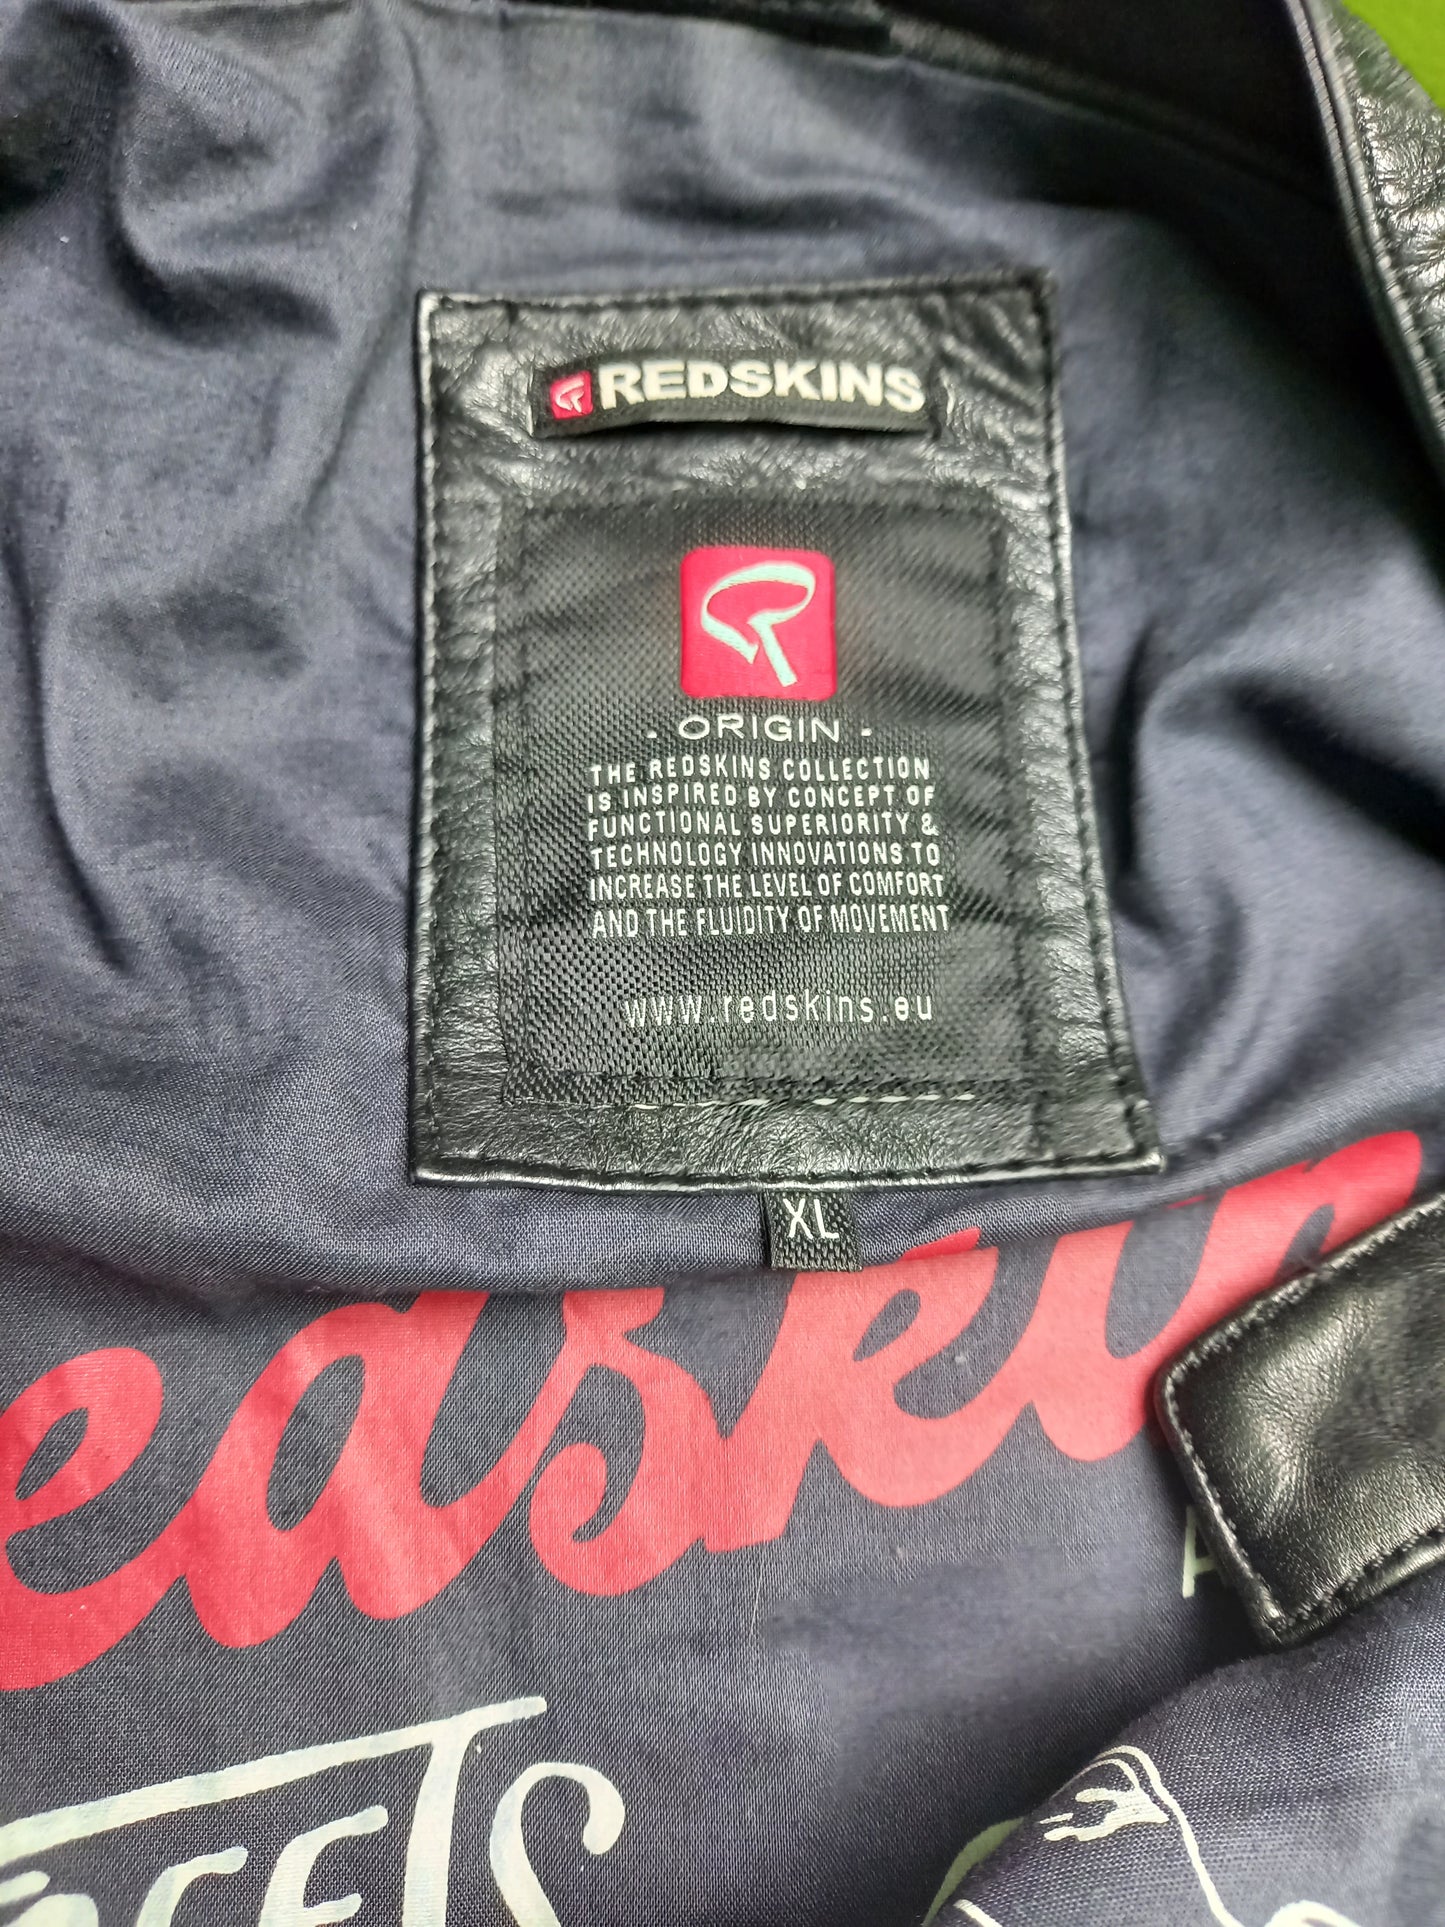 REDSKINS
- ORIGIN -
THE REDSKINS COLLECTION
IS INSPIRED BY CONCEPT OF
FUNCTIONAL SUPERIORITY &
TECHNOLOGY INNOVATIONS TO
INCREASE THE LEVEL OF COMFORT
AND THE FLUIDITY OF MOVEMENT
www.redskins.eu
XL
edskin